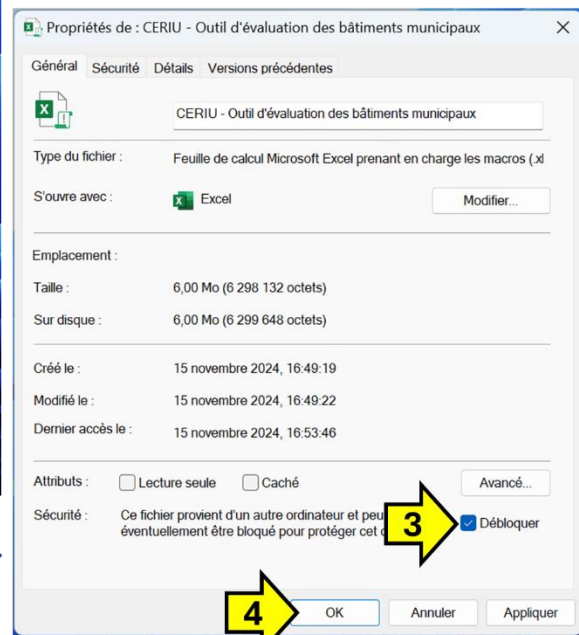 Propriétés de : CERIU - Outil d'évaluation des bâtiments municipaux
Général Sécurité Détails Versions précédentes
CERIU - Outil d'évaluation des bâtiments municipaux
Type du fichier : Feuille de calcul Microsoft Excel prenant en charge les macros (.xl
S'ouvre avec : Excel Modifier...
Emplacement :
Taille : 6,00 Mo (6 298 132 octets)
Sur disque : 6,00 Mo (6 299 648 octets)
Créé le : 15 novembre 2024, 16:49:19
Modifié le : 15 novembre 2024, 16:49:22
Dernier accès le : 15 novembre 2024, 16:53:46
Attributs : Lecture seule Caché Avancé...
Sécurité : Ce fichier provient d'un autre ordinateur et peu
éventuellement être bloqué pour protéger cet
3 Débloquer
4 OK Annuler Appliquer